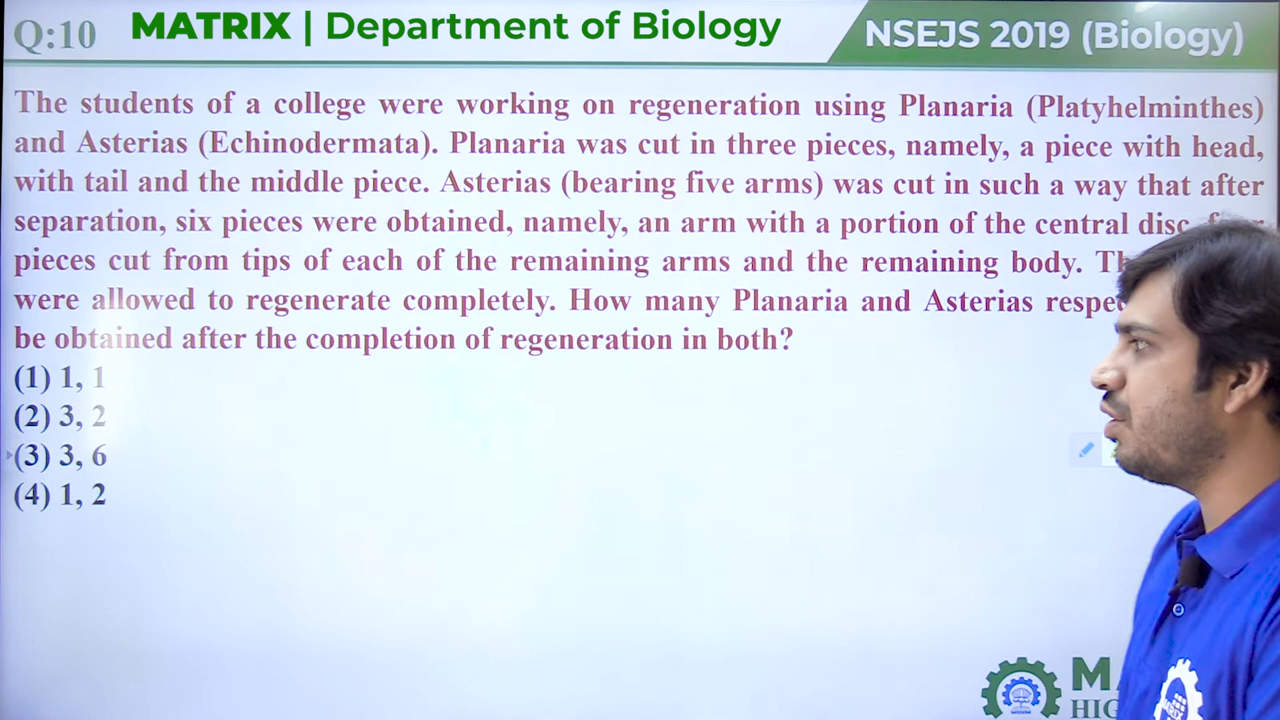 Q:10 MATRIX | Department of Biology NSEJS 2019 (Biology)
The students of a college were working on regeneration using Planaria (Platyhelminthes)
and Asterias (Echinodermata). Planaria was cut in three pieces, namely, a piece with head,
with tail and the middle piece. Asterias (bearing five arms) was cut in such a way that after
separation, six pieces were obtained, namely, an arm with a portion of the central disc,
pieces cut from tips of each of the remaining arms and the remaining body.
were allowed to regenerate completely. How many Planaria and Asterias
be obtained after the completion of regeneration in both?
(1) 1, 1
(2) 3, 2
(3) 3, 6
(4) 1, 2